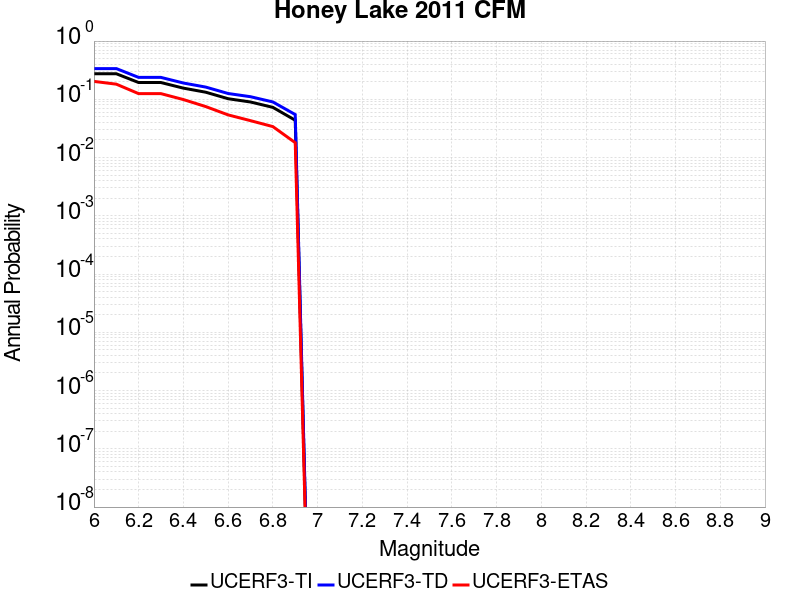 Honey Lake 2011 CFM
Annual Probability
10^0
10^-1
10^-2
10^-3
10^-4
10^-5
10^-6
10^-7
10^-8
6 6.2 6.4 6.6 6.8 7 7.2 7.4 7.6 7.8 8 8.2 8.4 8.6 8.8 9
Magnitude
UCERF3-TI UCERF3-TD UCERF3-ETAS